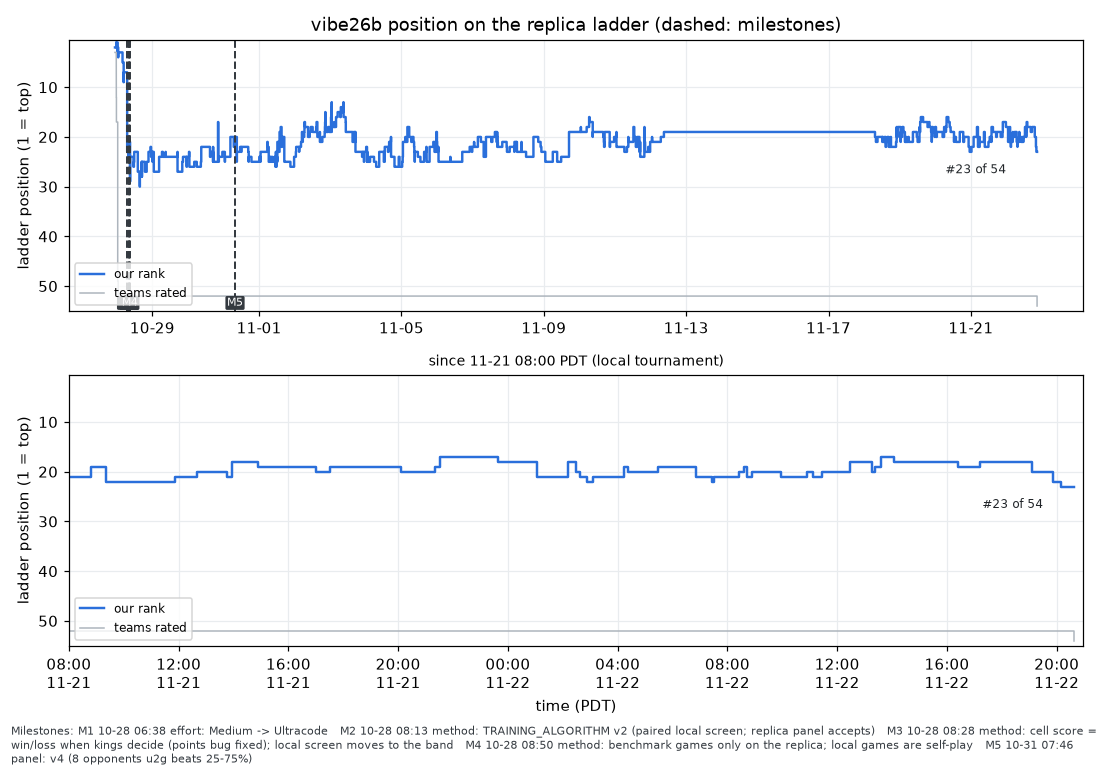 vibe26b position on the replica ladder (dashed: milestones)
ladder position (1 = top)
10
20
30
40
50
#23 of 54
our rank
teams rated
M5
10-29
11-01
11-05
11-09
11-13
11-17
11-21
since 11-21 08:00 PDT (local tournament)
ladder position (1 = top)
10
20
30
40
50
#23 of 54
our rank
teams rated
08:00 12:00 16:00 20:00 00:00 04:00 08:00 12:00 16:00 20:00
11-21 11-21 11-21 11-21 11-22 11-22 11-22 11-22 11-22 11-22
time (PDT)
Milestones: M1 10-28 06:38 effort: Medium -> Ultracode M2 10-28 08:13 method: TRAINING_ALGORITHM v2 (paired local screen; replica panel accepts) M3 10-28 08:28 method: cell score =
win/loss when kings decide (points bug fixed); local screen moves to the band M4 10-28 08:50 method: benchmark games only on the replica; local games are self-play M5 10-31 07:46
panel: v4 (8 opponents u2g beats 25-75%)